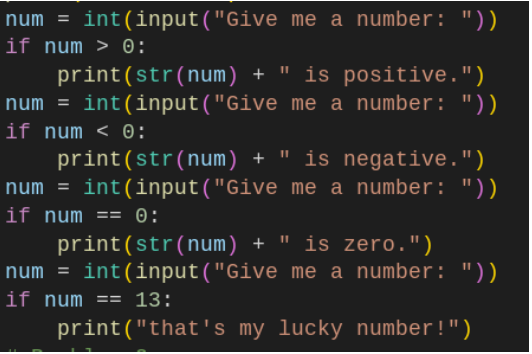 num = int(input("Give me a number: "))
if num > 0:
    print(str(num) + " is positive.")
num = int(input("Give me a number: "))
if num < 0:
    print(str(num) + " is negative.")
num = int(input("Give me a number: "))
if num == 0:
    print(str(num) + " is zero.")
num = int(input("Give me a number: "))
if num == 13:
    print("that's my lucky number!")